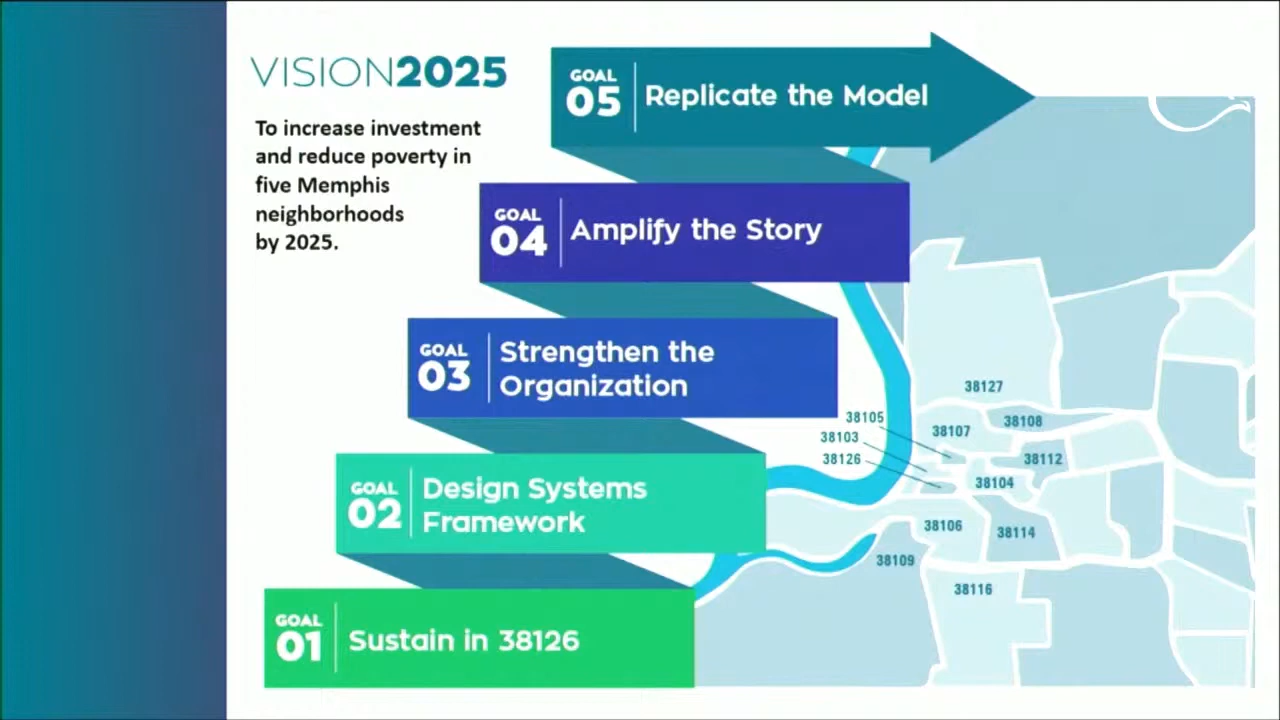 VISION2025
To increase investment
and reduce poverty in
five Memphis
neighborhoods
by 2025.
GOAL
05
Replicate the Model
GOAL
04
Amplify the Story
GOAL
03
Strengthen the
Organization
GOAL
02
Design Systems
Framework
GOAL
01
Sustain in 38126
38127
38105
38108
38107
38103
38126
38112
38104
38106
38114
38109
38116